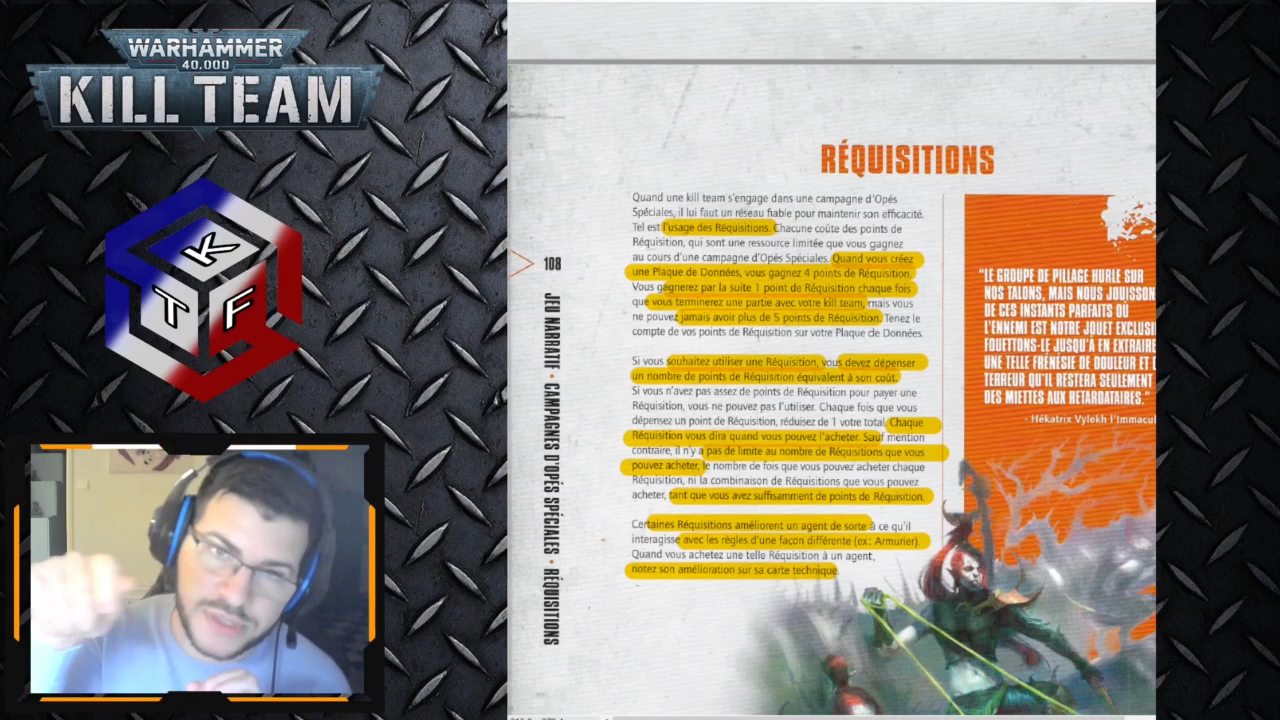 WARHAMMER
40,000
KILL TEAM
K
T
F
RÉQUISITIONS
Quand une kill team s'engage dans une campagne d'Opés
Spéciales, il lui faut un réseau fiable pour maintenir son efficacité.
Tel est l'usage des Réquisitions. Chacune coûte des points de
Réquisition, qui sont une ressource limitée que vous gagnez
au cours d'une campagne d'Opés Spéciales. Quand vous créez
une Plaque de Données, vous gagnez 4 points de Réquisition.
Vous gagnerez par la suite 1 point de Réquisition chaque fois
que vous terminerez une partie avec votre kill team, mais vous
ne pouvez jamais avoir plus de 5 points de Réquisition. Tenez le
compte de vos points de Réquisition sur votre Plaque de Données.
Si vous souhaitez utiliser une Réquisition, vous devez dépenser
un nombre de points de Réquisition équivalent à son coût.
Si vous n'avez pas assez de points de Réquisition pour payer une
Réquisition, vous ne pouvez pas l'utiliser. Chaque fois que vous
dépensez un point de Réquisition, réduisez de 1 votre total. Chaque
Réquisition vous dira quand vous pouvez l'acheter. Sauf mention
contraire, il n'y a pas de limite au nombre de Réquisitions que vous
pouvez acheter, le nombre de fois que vous pouvez acheter chaque
Réquisition, ni la combinaison de Réquisitions que vous pouvez
acheter, tant que vous avez suffisamment de points de Réquisition.
Certaines Réquisitions améliorent un agent de sorte à ce qu'il
interagisse avec les règles d'une façon différente (ex: Armurier).
Quand vous achetez une telle Réquisition à un agent,
notez son amélioration sur sa carte technique.
"LE GROUPE DE PILLAGE HURLE SUR
NOS TALONS, MAIS NOUS JOUISSON
DE CES INSTANTS PARFAITS OÙ
L'ENNEMI EST NOTRE JOUET EXCLUSI
FOUETTONS-LE JUSQU'À EN EXTRAIRE
UNE TELLE FRÉNÉSIE DE DOULEUR ET
TERREUR QU'IL RESTERA SEULEMENT
DES MIETTES AUX RETARDATAIRES."
- Hékatrix Vylekh l'Immacul
108
JEU NARRATIF • CAMPAGNES D'OPÉS SPÉCIALES • RÉQUISITIONS